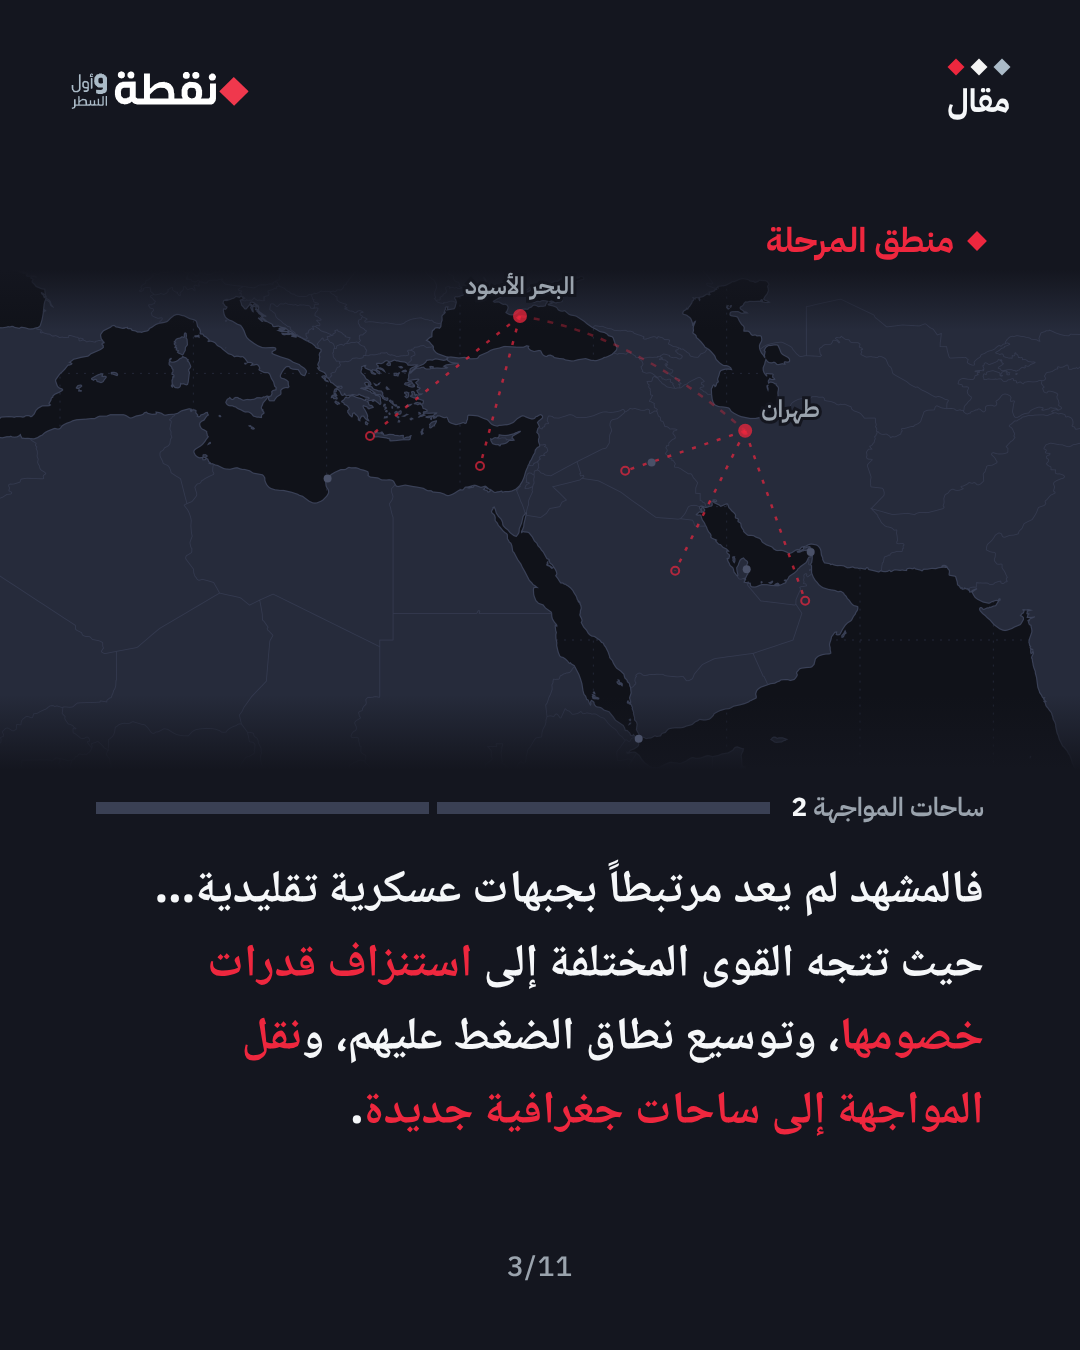 مقال
نقطة وأول السطر
منطق المرحلة
البحر الأسود
طهران
ساحات المواجهة 2
فالمشهد لم يعد مرتبطاً بجبهات عسكرية تقليدية...
حيث تتجه القوى المختلفة إلى استنزاف قدرات
خصومها، وتوسيع نطاق الضغط عليهم، ونقل
المواجهة إلى ساحات جغرافية جديدة.
3/11